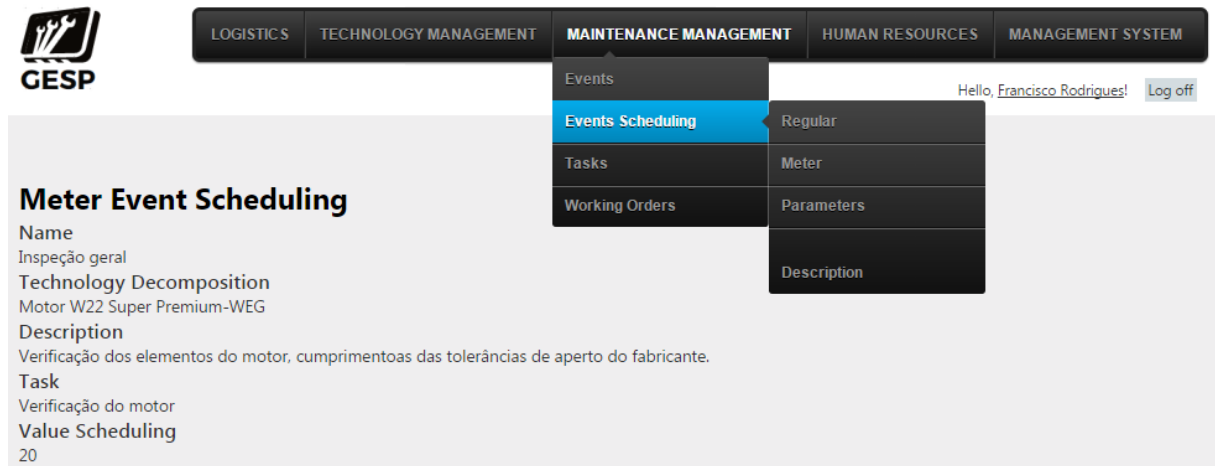 GESP
LOGISTICS
TECHNOLOGY MANAGEMENT
MAINTENANCE MANAGEMENT
HUMAN RESOURCES
MANAGEMENT SYSTEM
Hello, Francisco Rodrigues! Log off
Events
Events Scheduling
Tasks
Working Orders
Regular
Meter
Parameters
Description
Meter Event Scheduling
Name
Inspeção geral
Technology Decomposition
Motor W22 Super Premium-WEG
Description
Verificação dos elementos do motor, cumprimentoas das tolerâncias de aperto do fabricante.
Task
Verificação do motor
Value Scheduling
20